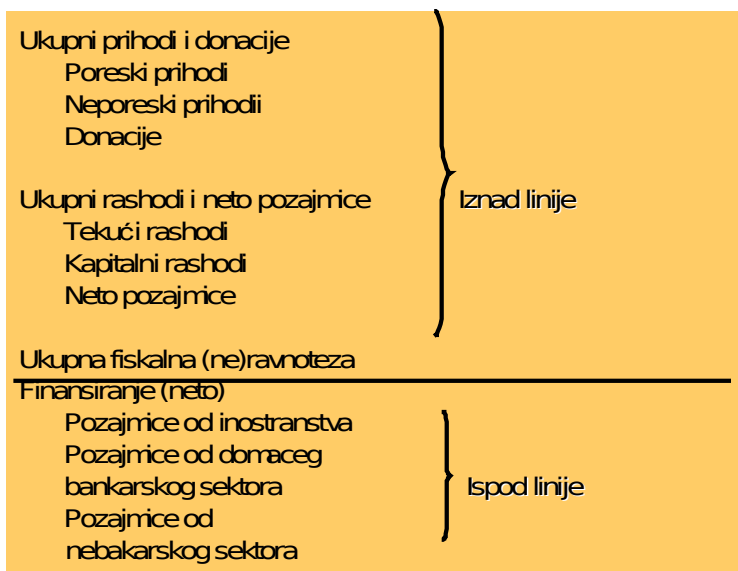 Ukupni prihodi i donacije
Poreski prihodi
Neporeski prihodii
Donacije
Ukupni rashodi i neto pozajmice
Iznad linije
Tekući rashodi
Kapitalni rashodi
Neto pozajmice
Ukupna fiskalna (ne)ravnoteza
Finansiranje (neto)
Pozajmice od inostranstva
Pozajmice od domaceg
bankarskog sektora
Ispod linije
Pozajmice od
nebakarskog sektora